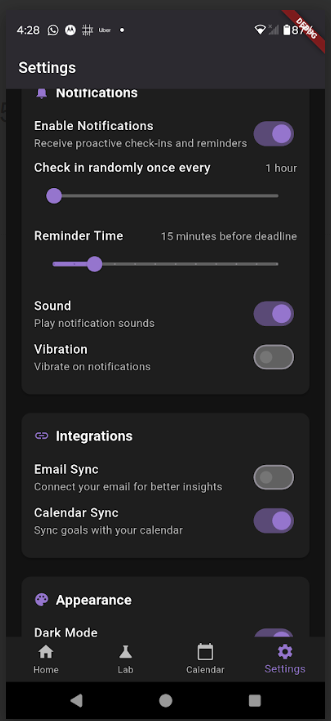 4:28
Uber
87%
DEBUG
Settings
Notifications
Enable Notifications
Receive proactive check-ins and reminders
Check in randomly once every 1 hour
Reminder Time 15 minutes before deadline
Sound
Play notification sounds
Vibration
Vibrate on notifications
Integrations
Email Sync
Connect your email for better insights
Calendar Sync
Sync goals with your calendar
Appearance
Dark Mode
Home Lab Calendar Settings